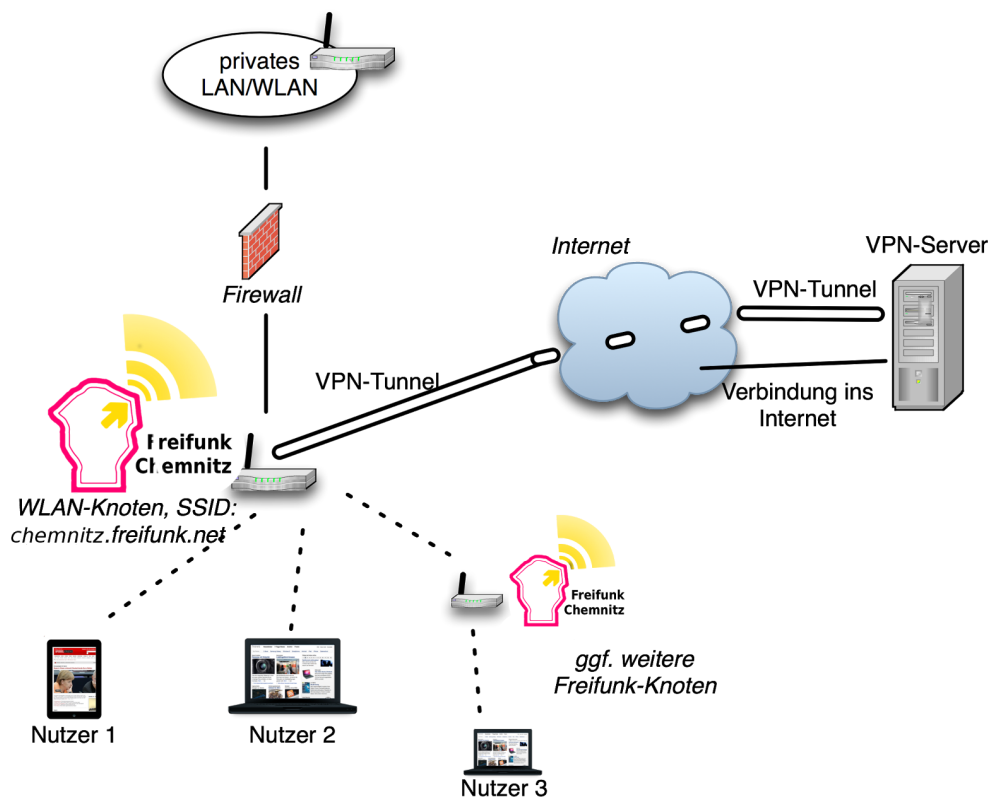 privates
LAN/WLAN
Firewall
Internet
VPN-Server
VPN-Tunnel
VPN-Tunnel
Verbindung ins
Internet
Freifunk
Chemnitz
WLAN-Knoten, SSID:
chemnitz.freifunk.net
Freifunk
Chemnitz
ggf. weitere
Freifunk-Knoten
Nutzer 1
Nutzer 2
Nutzer 3